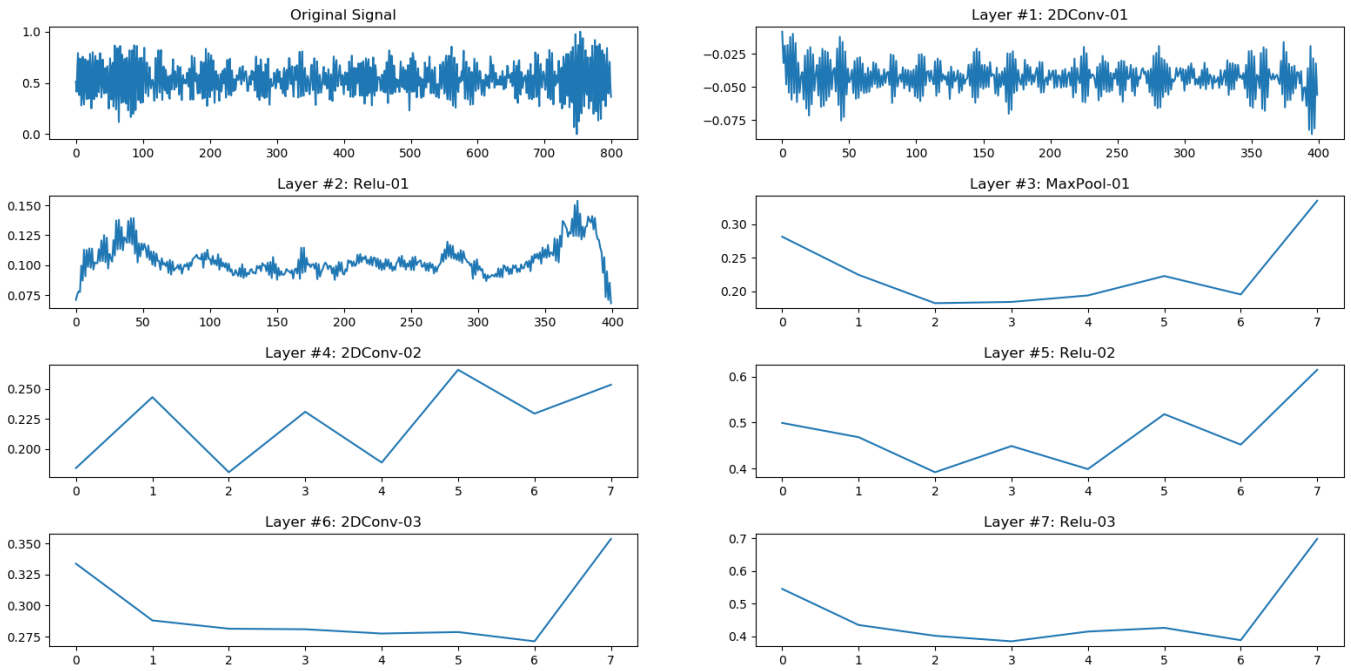 Original Signal
1.0
0.5
0.0
0 100 200 300 400 500 600 700 800
Layer #1: 2DConv-01
−0.025
−0.050
−0.075
0 50 100 150 200 250 300 350 400
Layer #2: Relu-01
0.150
0.125
0.100
0.075
0 50 100 150 200 250 300 350 400
Layer #3: MaxPool-01
0.30
0.25
0.20
0 1 2 3 4 5 6 7
Layer #4: 2DConv-02
0.250
0.225
0.200
0 1 2 3 4 5 6 7
Layer #5: Relu-02
0.6
0.5
0.4
0 1 2 3 4 5 6 7
Layer #6: 2DConv-03
0.350
0.325
0.300
0.275
0 1 2 3 4 5 6 7
Layer #7: Relu-03
0.7
0.6
0.5
0.4
0 1 2 3 4 5 6 7